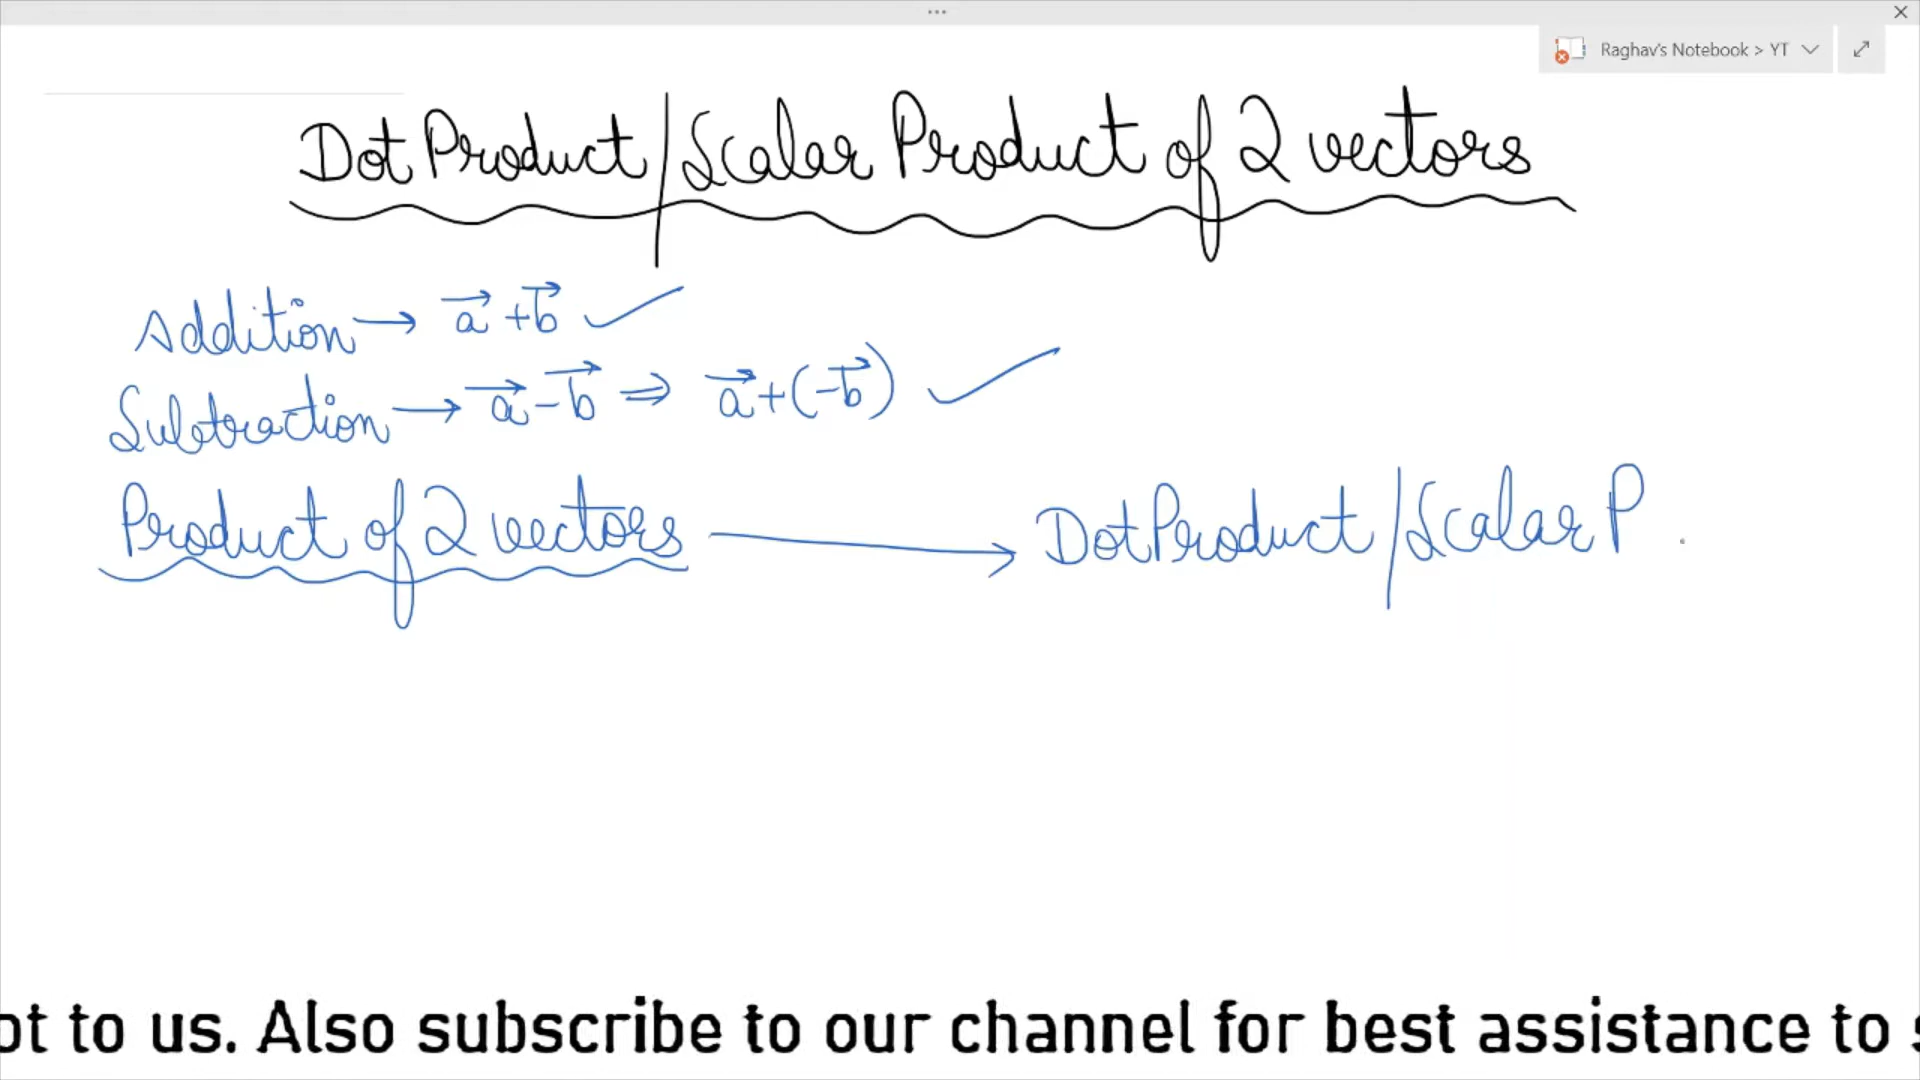 Raghav's Notebook > YT
Dot Product/Scalar Product of 2 vectors
Addition → a⃗ + b⃗ ✓
Subtraction → a⃗ - b⃗ ⇒ a⃗ + (-b⃗) ✓
Product of 2 vectors → Dot Product/Scalar P
to us. Also subscribe to our channel for best assistance to